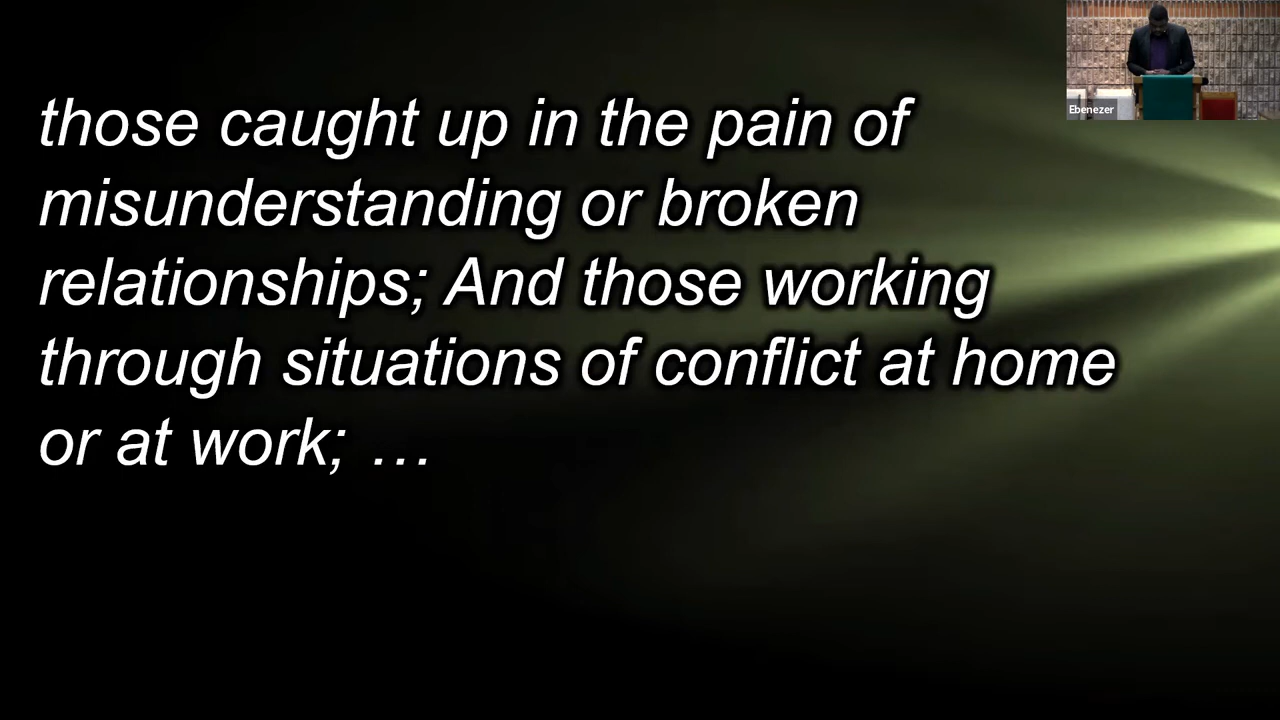 those caught up in the pain of
misunderstanding or broken
relationships; And those working
through situations of conflict at home
or at work; …
Ebenezer